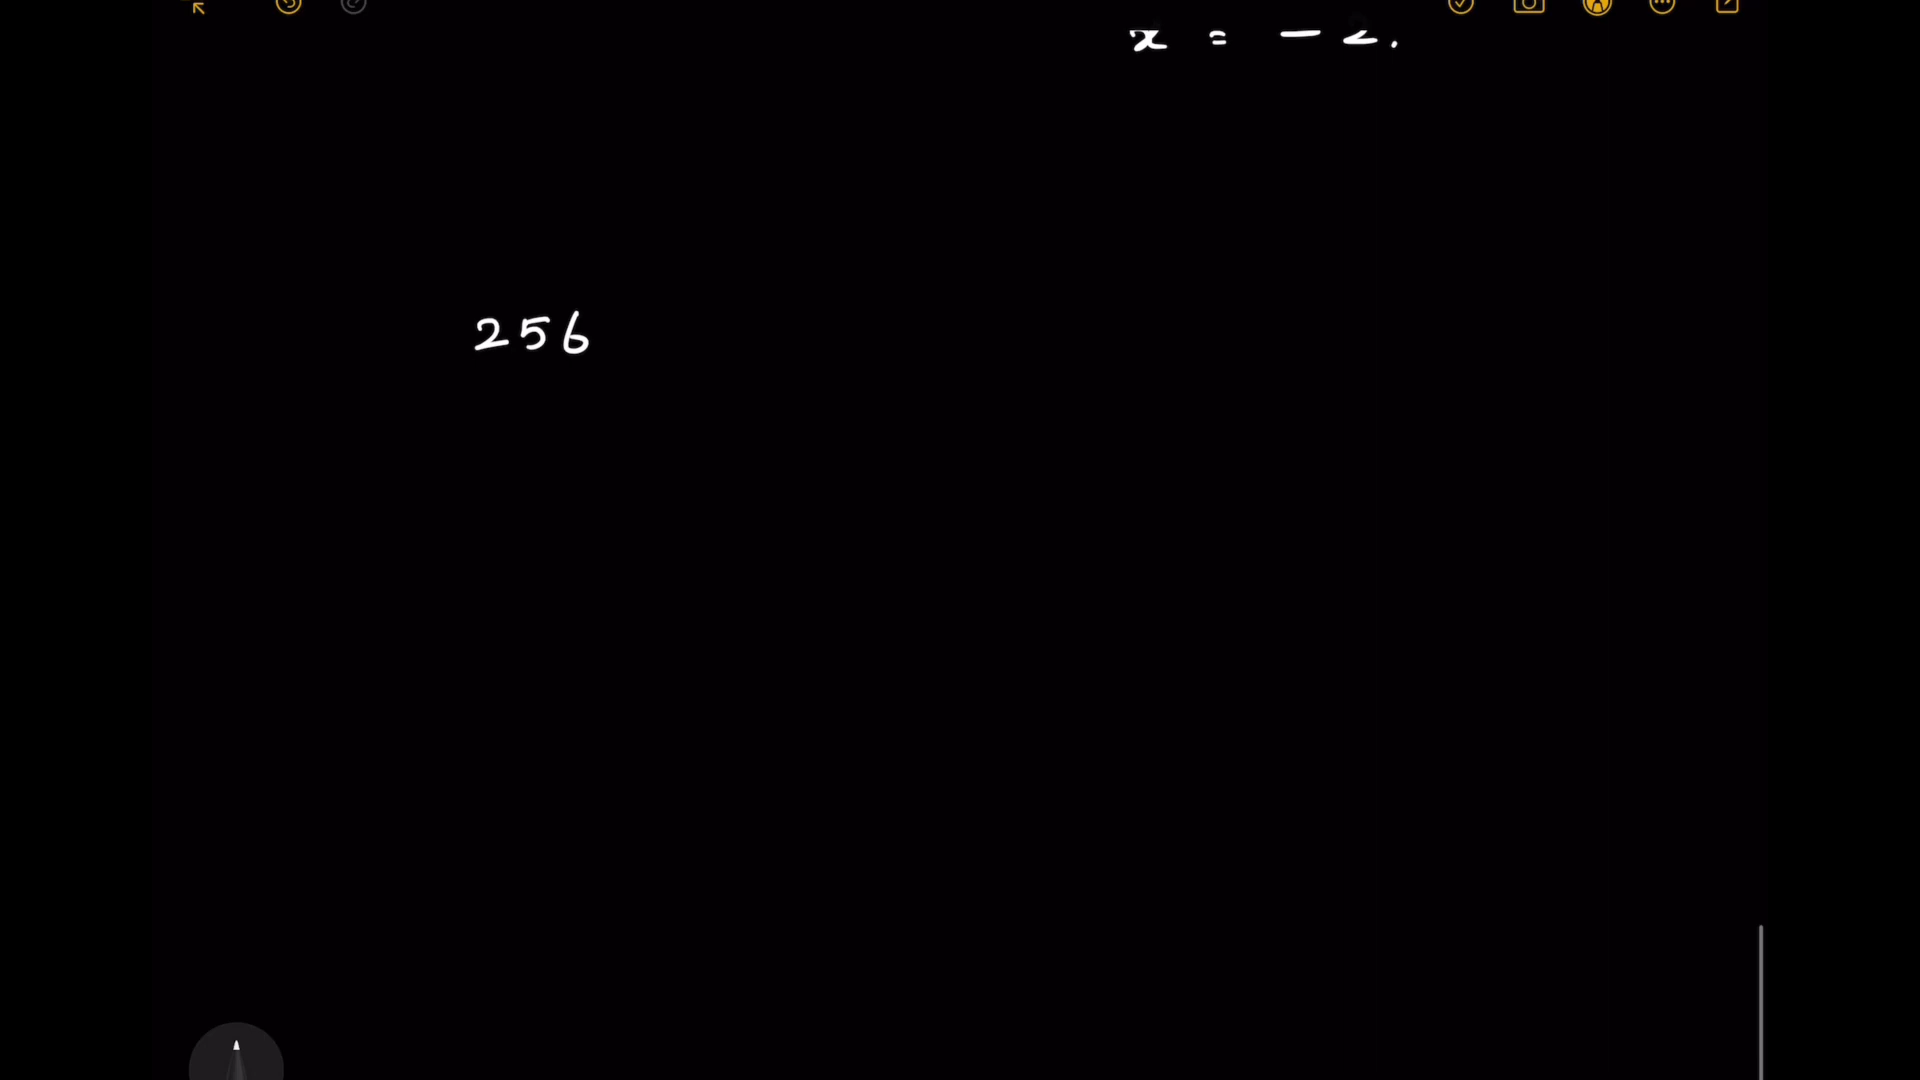 x = - 2.
256